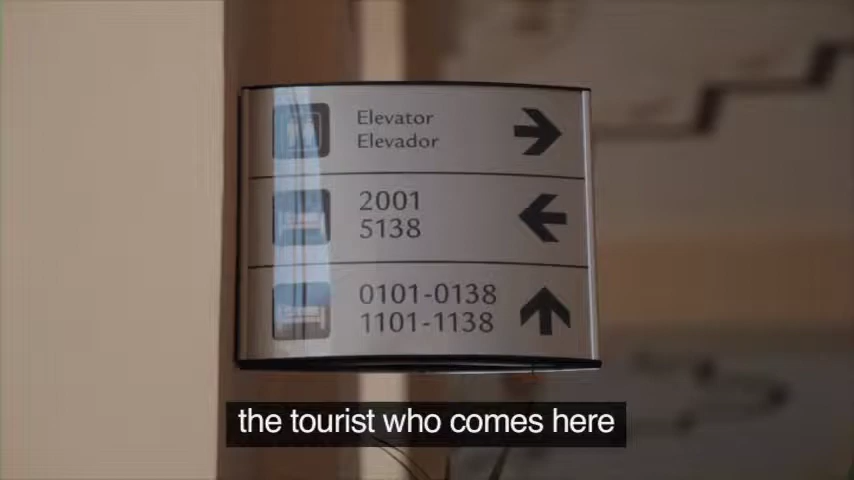 Elevator
Elevador
2001
5138
0101-0138
1101-1138
the tourist who comes here